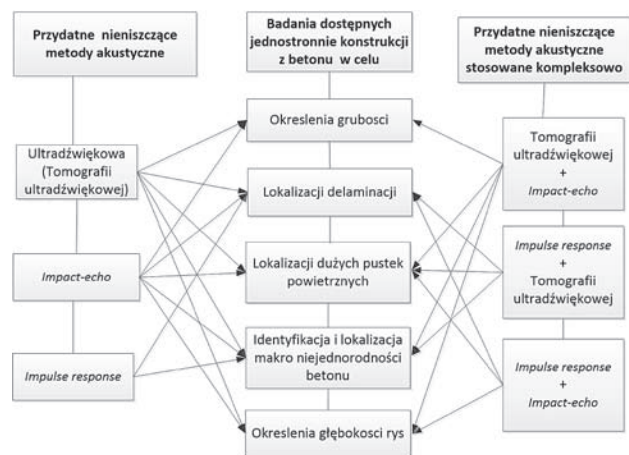 Przydatne nieniszczące
metody akustyczne
Ultradźwiękowa
(Tomografii
ultradźwiękowej)
Impact-echo
Impulse response
Badania dostępnych
jednostronnie konstrukcji
z betonu w celu
Okreslenia grubosci
Lokalizacji delaminacji
Lokalizacji dużych pustek
powietrznych
Identyfikacja i lokalizacja
makro niejednorodności
betonu
Okreslenia głębokosci rys
Przydatne nieniszczące
metody akustyczne
stosowane kompleksowo
Tomografii
ultradźwiękowej
+
Impact-echo
Impulse response
+
Tomografii
ultradźwiękowej
Impulse response
+
Impact-echo